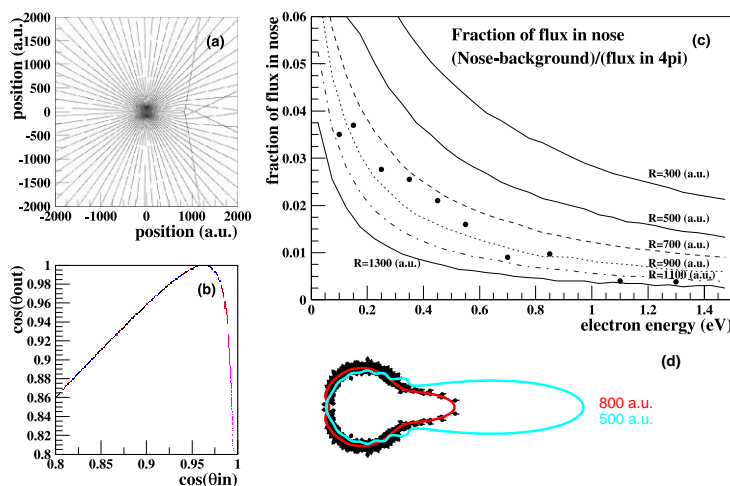 position (a.u.)
2000
1500
1000
500
0
-500
-1000
-1500
-2000
(a)
-2000 -1000 0 1000 2000
position (a.u.)
cos(θout)
1
0.98
0.96
0.94
0.92
0.9
0.88
0.86
0.84
0.82
0.8
(b)
0.8 0.85 0.9 0.95 1
cos(θin)
fraction of flux in nose
0.06
0.05
0.04
0.03
0.02
0.01
0
Fraction of flux in nose
(c)
(Nose-background)/(flux in 4pi)
R=300 (a.u.)
R=500 (a.u.)
R=700 (a.u.)
R=900 (a.u.)
R=1100 (a.u.)
R=1300 (a.u.)
0 0.2 0.4 0.6 0.8 1 1.2 1.4
electron energy (eV)
(d)
800 a.u.
500 a.u.